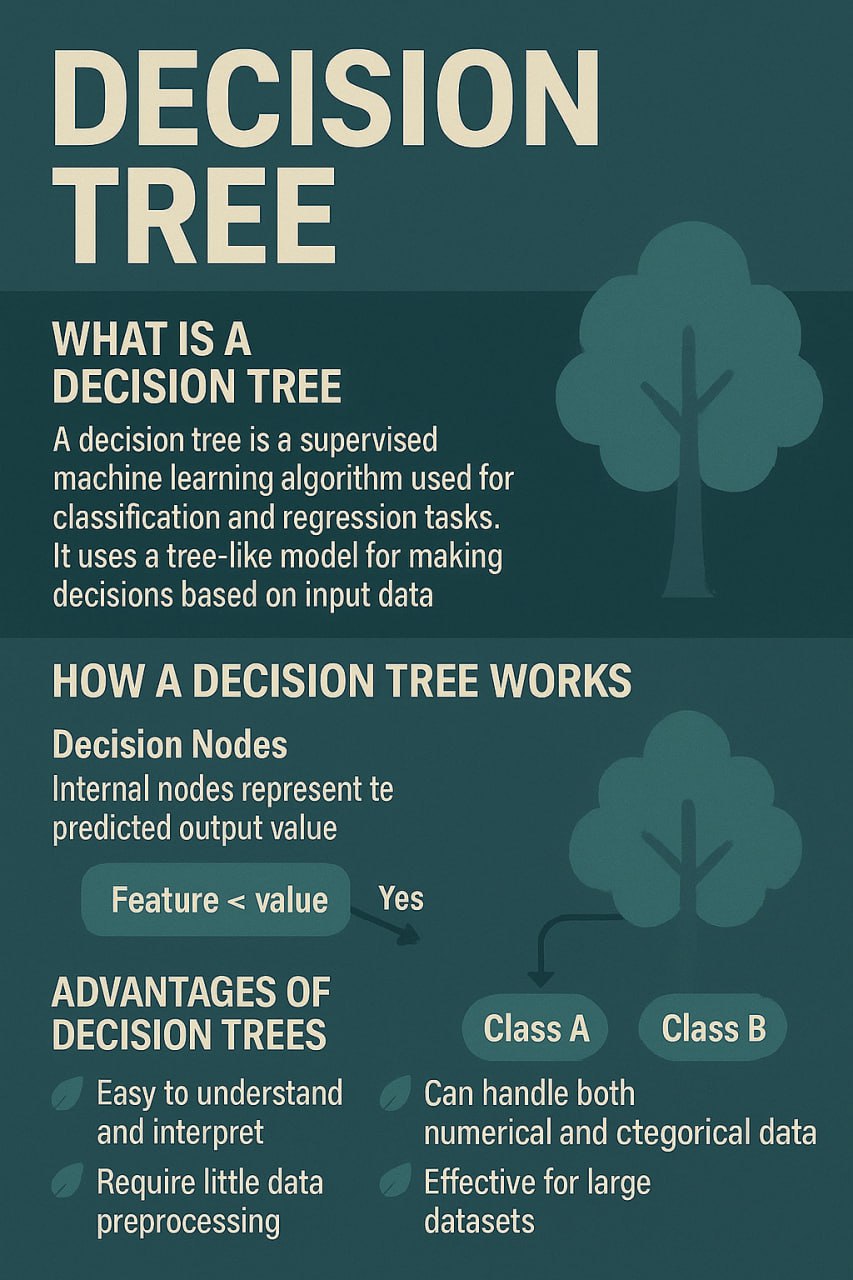 DECISION
TREE
WHAT IS A
DECISION TREE
A decision tree is a supervised
machine learning algorithm used for
classification and regression tasks.
It uses a tree-like model for making
decisions based on input data
HOW A DECISION TREE WORKS
Decision Nodes
Internal nodes represent te
predicted output value
Feature < value
Yes
Class A
Class B
ADVANTAGES OF
DECISION TREES
Easy to understand
and interpret
Require little data
preprocessing
Can handle both
numerical and ctegorical data
Effective for large
datasets